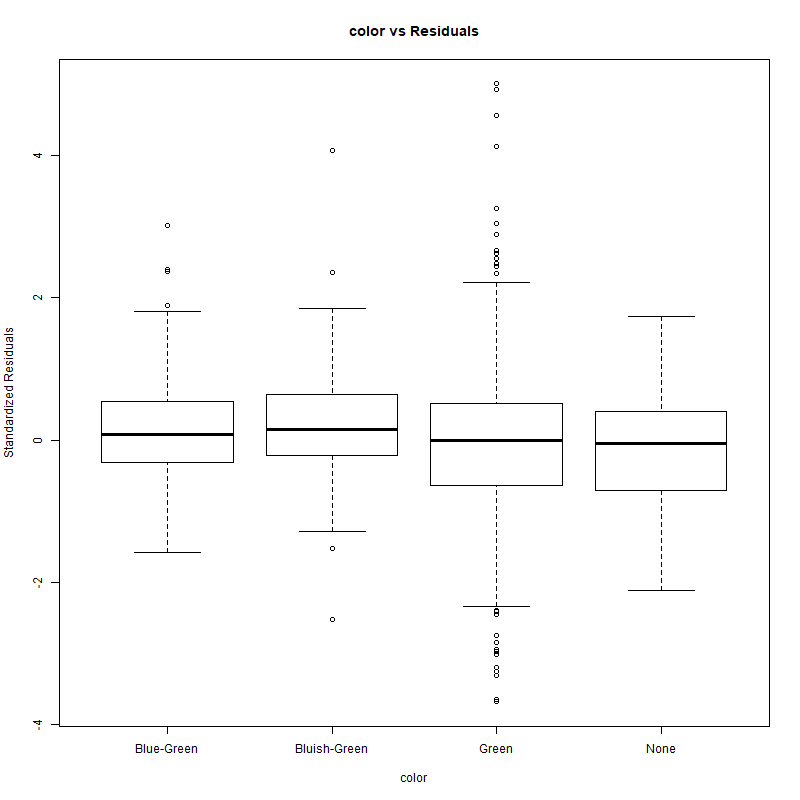 color vs Residuals
Standardized Residuals
4
2
0
-2
-4
Blue-Green Bluish-Green Green None
color